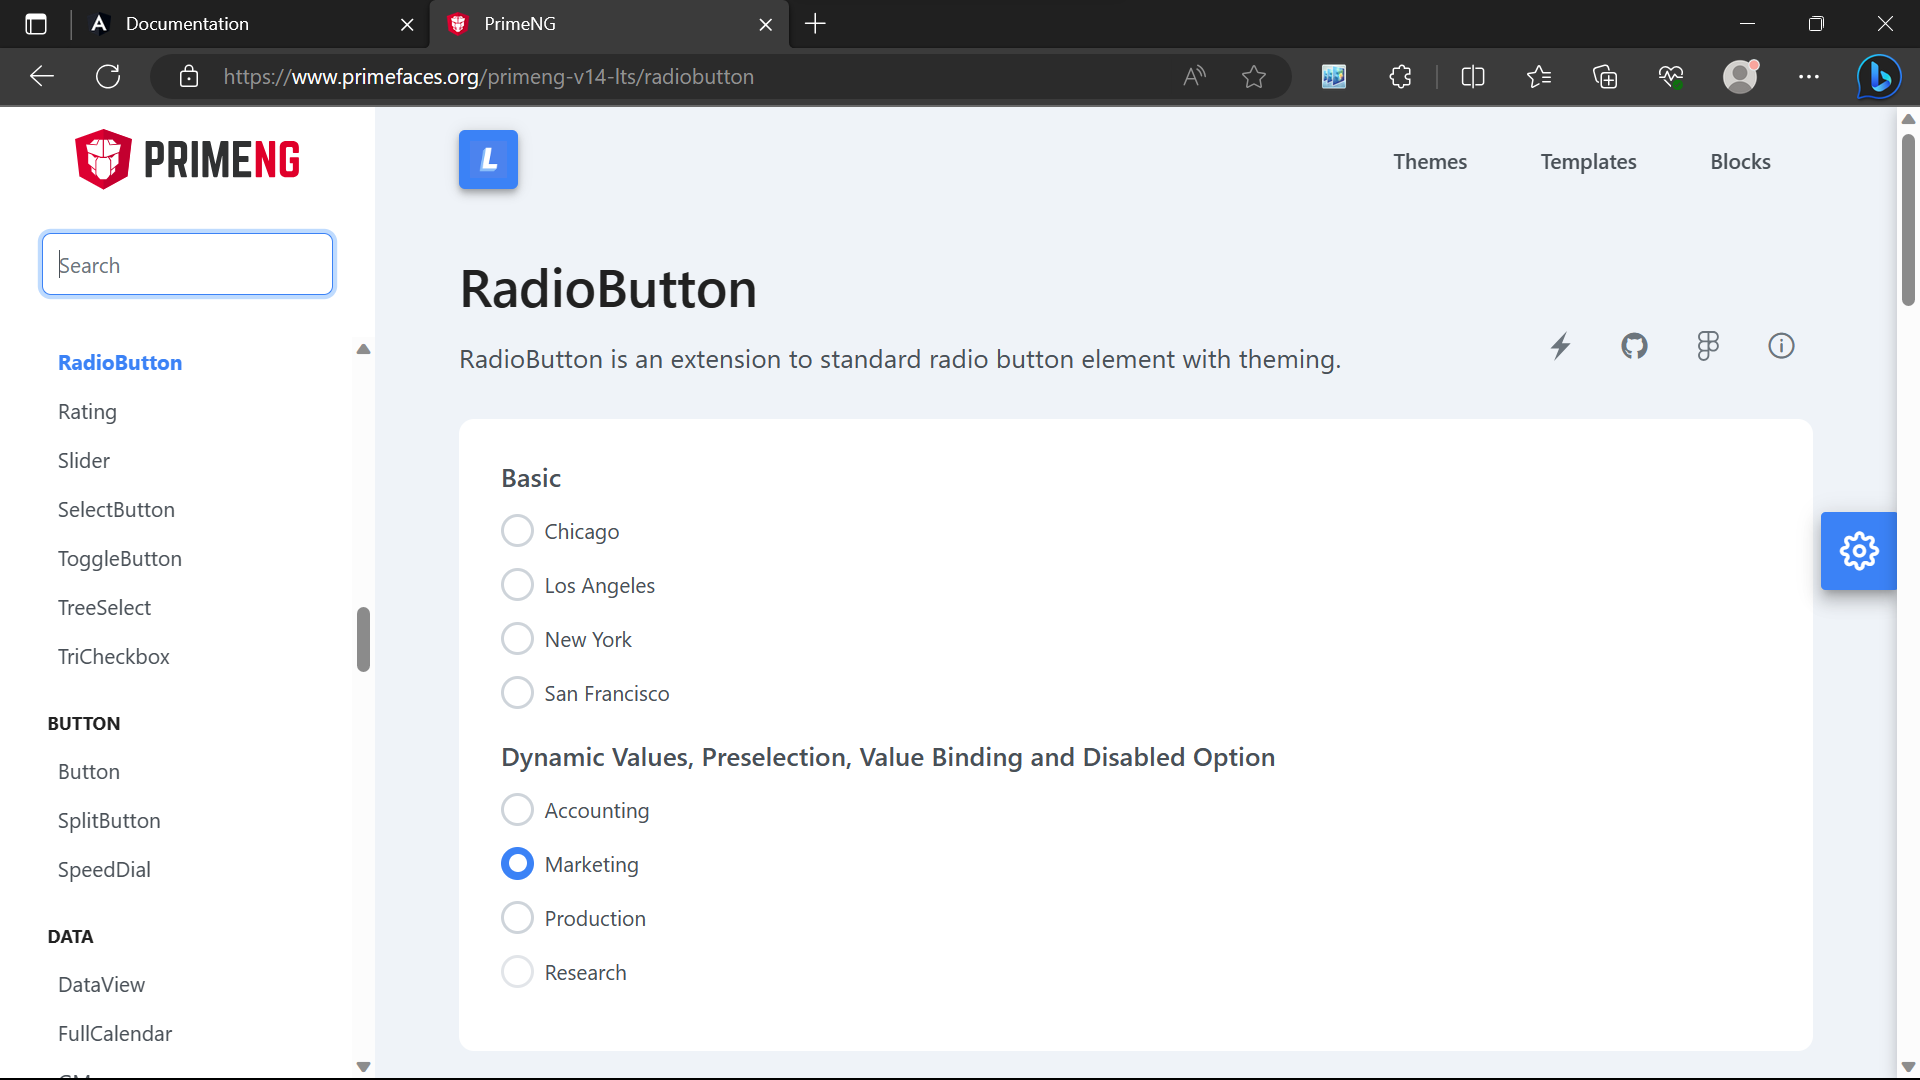 Documentation
PrimeNG
https://www.primefaces.org/primeng-v14-lts/radiobutton
PRIMENG
Search
RadioButton
Rating
Slider
SelectButton
ToggleButton
TreeSelect
TriCheckbox
BUTTON
Button
SplitButton
SpeedDial
DATA
DataView
FullCalendar
L
Themes
Templates
Blocks
RadioButton
RadioButton is an extension to standard radio button element with theming.
Basic
Chicago
Los Angeles
New York
San Francisco
Dynamic Values, Preselection, Value Binding and Disabled Option
Accounting
Marketing
Production
Research